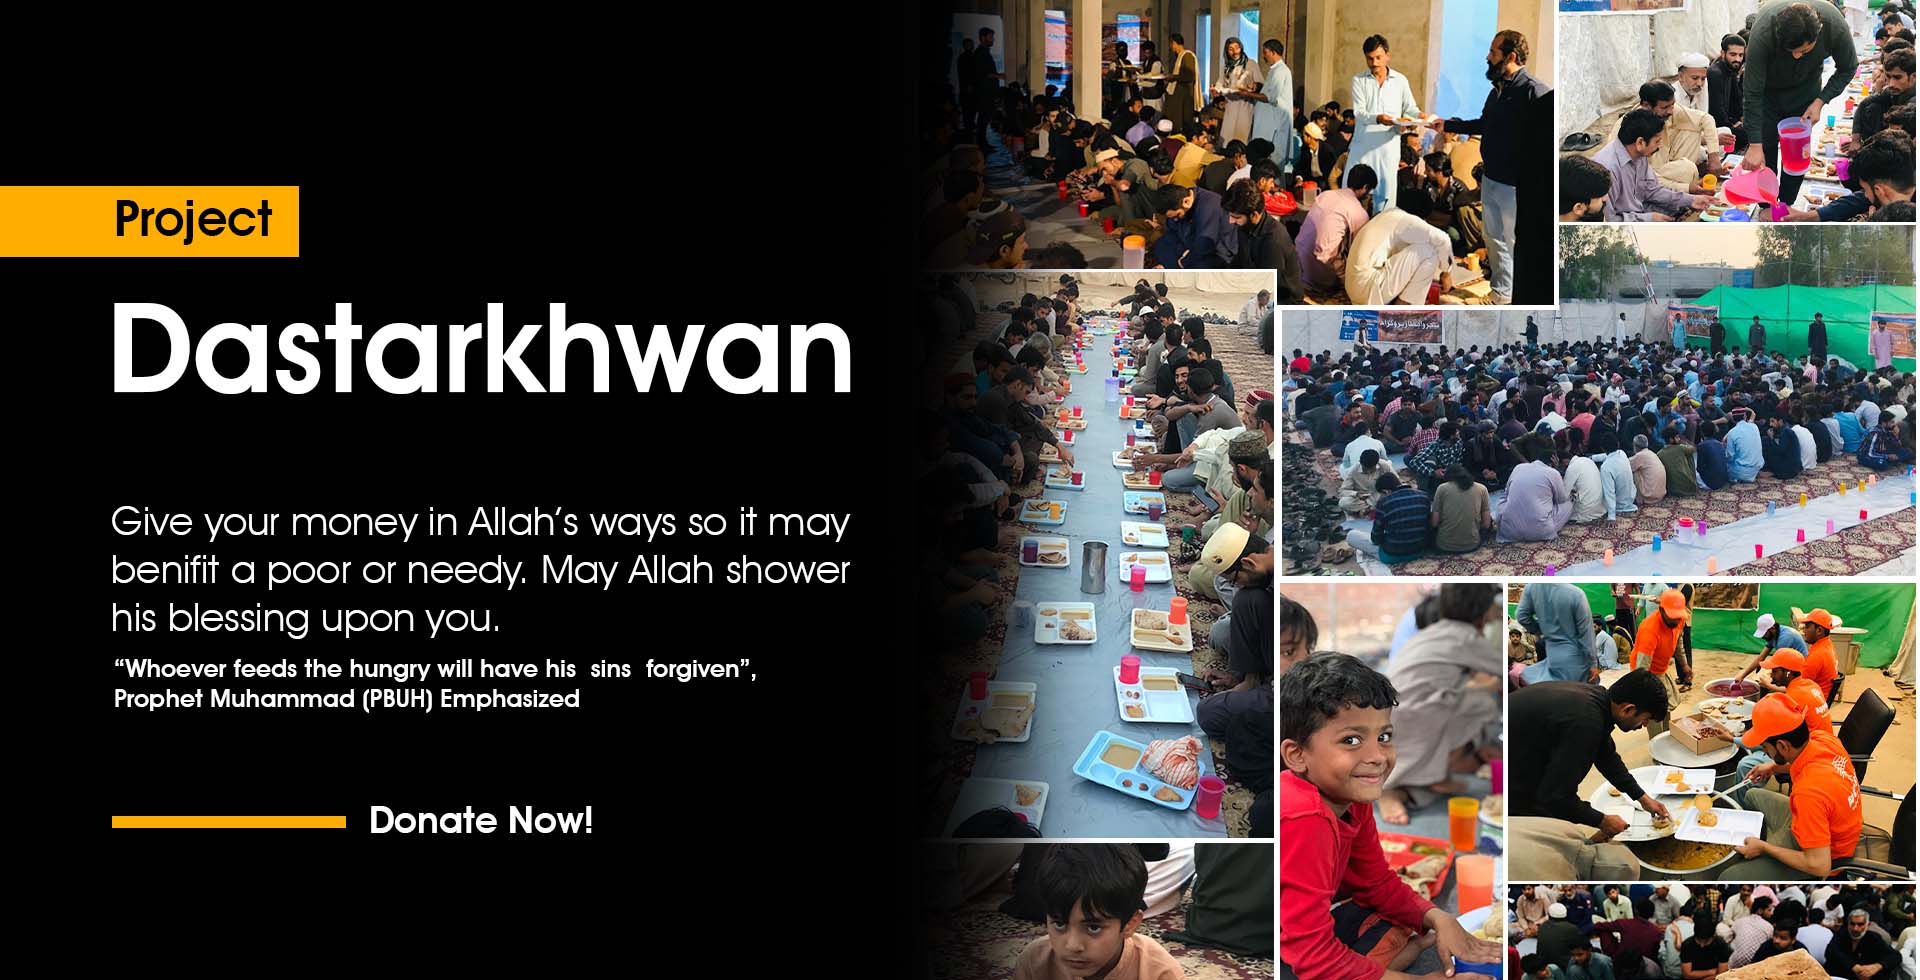 Project
Dastarkhwan
Give your money in Allah’s ways so it may
benifit a poor or needy. May Allah shower
his blessing upon you.
“Whoever feeds the hungry will have his sins forgiven”,
Prophet Muhammad (PBUH) Emphasized
Donate Now!